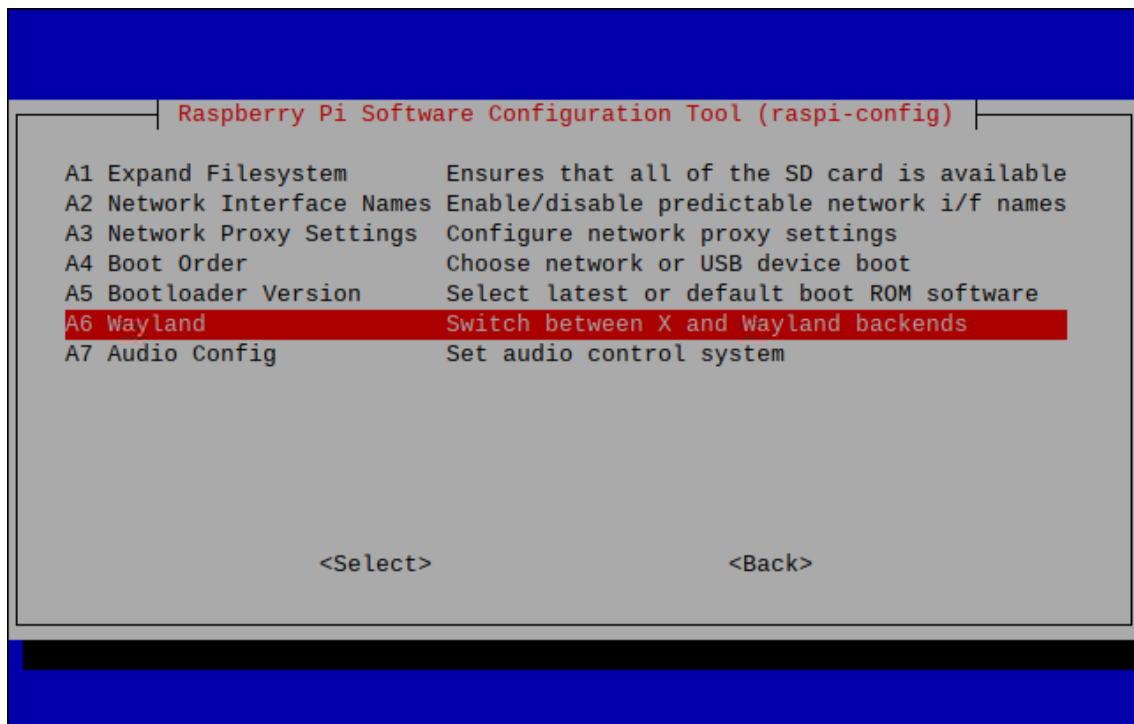 Raspberry Pi Software Configuration Tool (raspi-config)
A1 Expand Filesystem Ensures that all of the SD card is available
A2 Network Interface Names Enable/disable predictable network i/f names
A3 Network Proxy Settings Configure network proxy settings
A4 Boot Order Choose network or USB device boot
A5 Bootloader Version Select latest or default boot ROM software
A6 Wayland Switch between X and Wayland backends
A7 Audio Config Set audio control system
<Select> <Back>